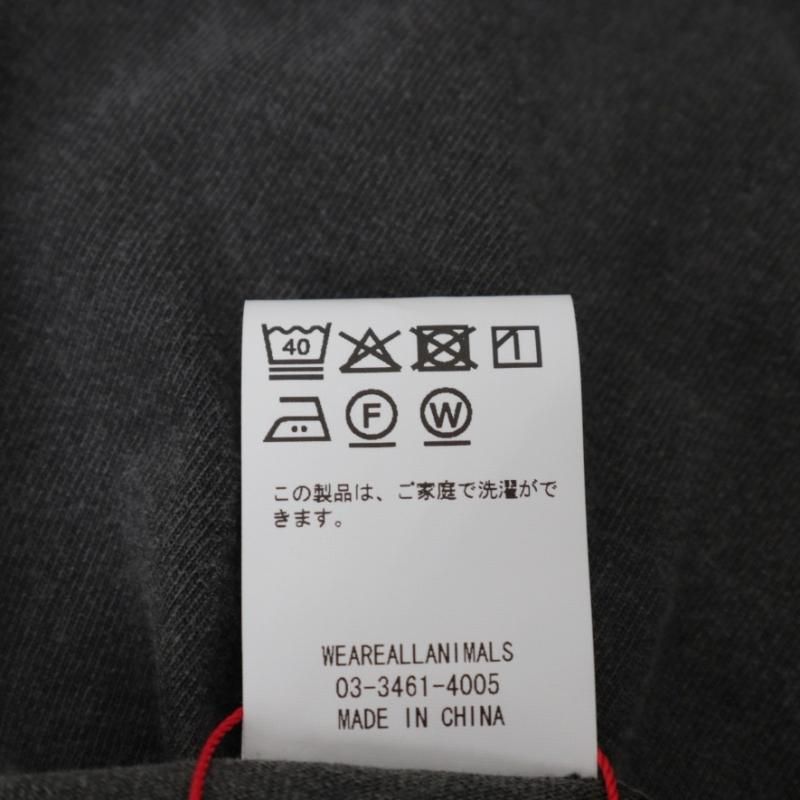 40
F W
この製品は、ご家庭で洗濯がで
きます。
WEAREALLANIMALS
03-3461-4005
MADE IN CHINA